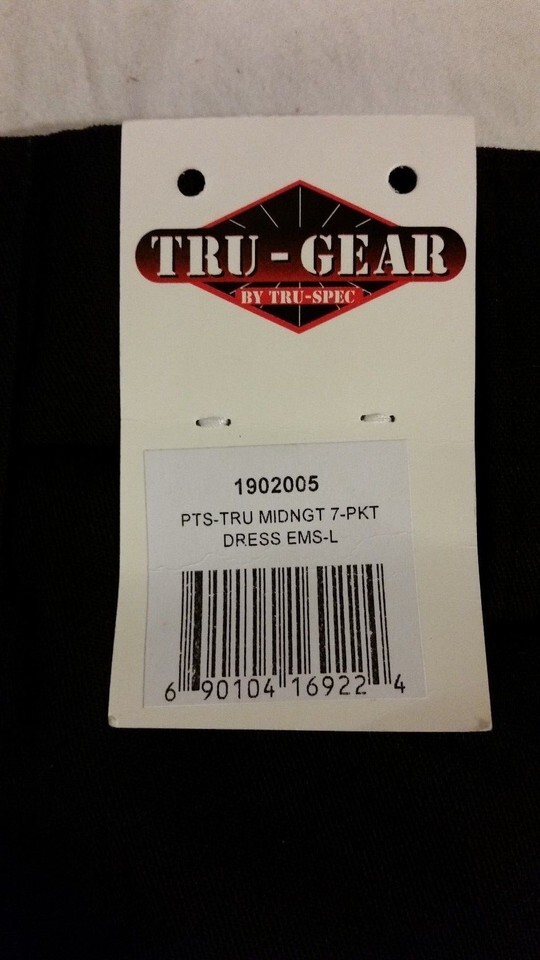 TRU-GEAR
BY TRU-SPEC
1902005
PTS-TRU MIDNGT 7-PKT
DRESS EMS-L
6 90104 16922 4